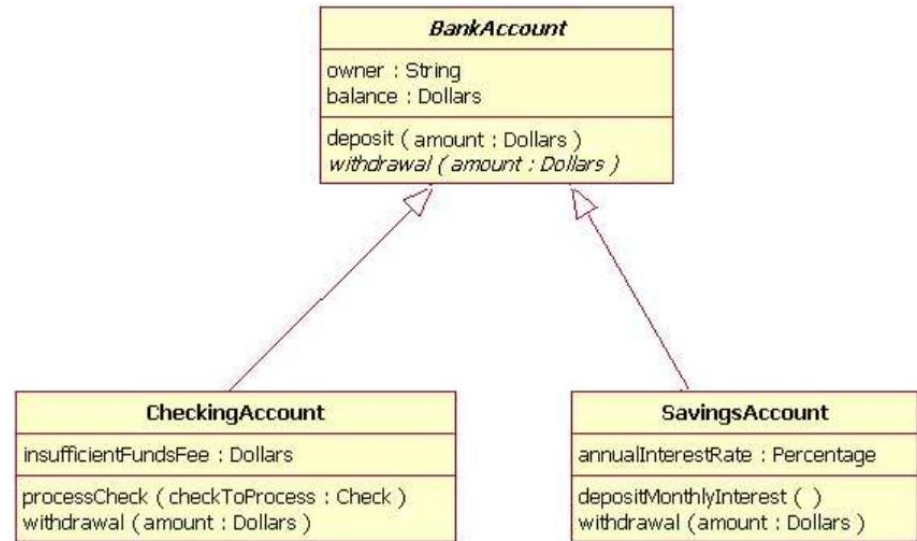 BankAccount
owner : String
balance : Dollars
deposit ( amount : Dollars )
withdrawal ( amount : Dollars )
CheckingAccount
insufficientFundsFee : Dollars
processCheck ( checkToProcess : Check )
withdrawal ( amount : Dollars )
SavingsAccount
annualInterestRate : Percentage
depositMonthlyInterest ( )
withdrawal ( amount : Dollars )